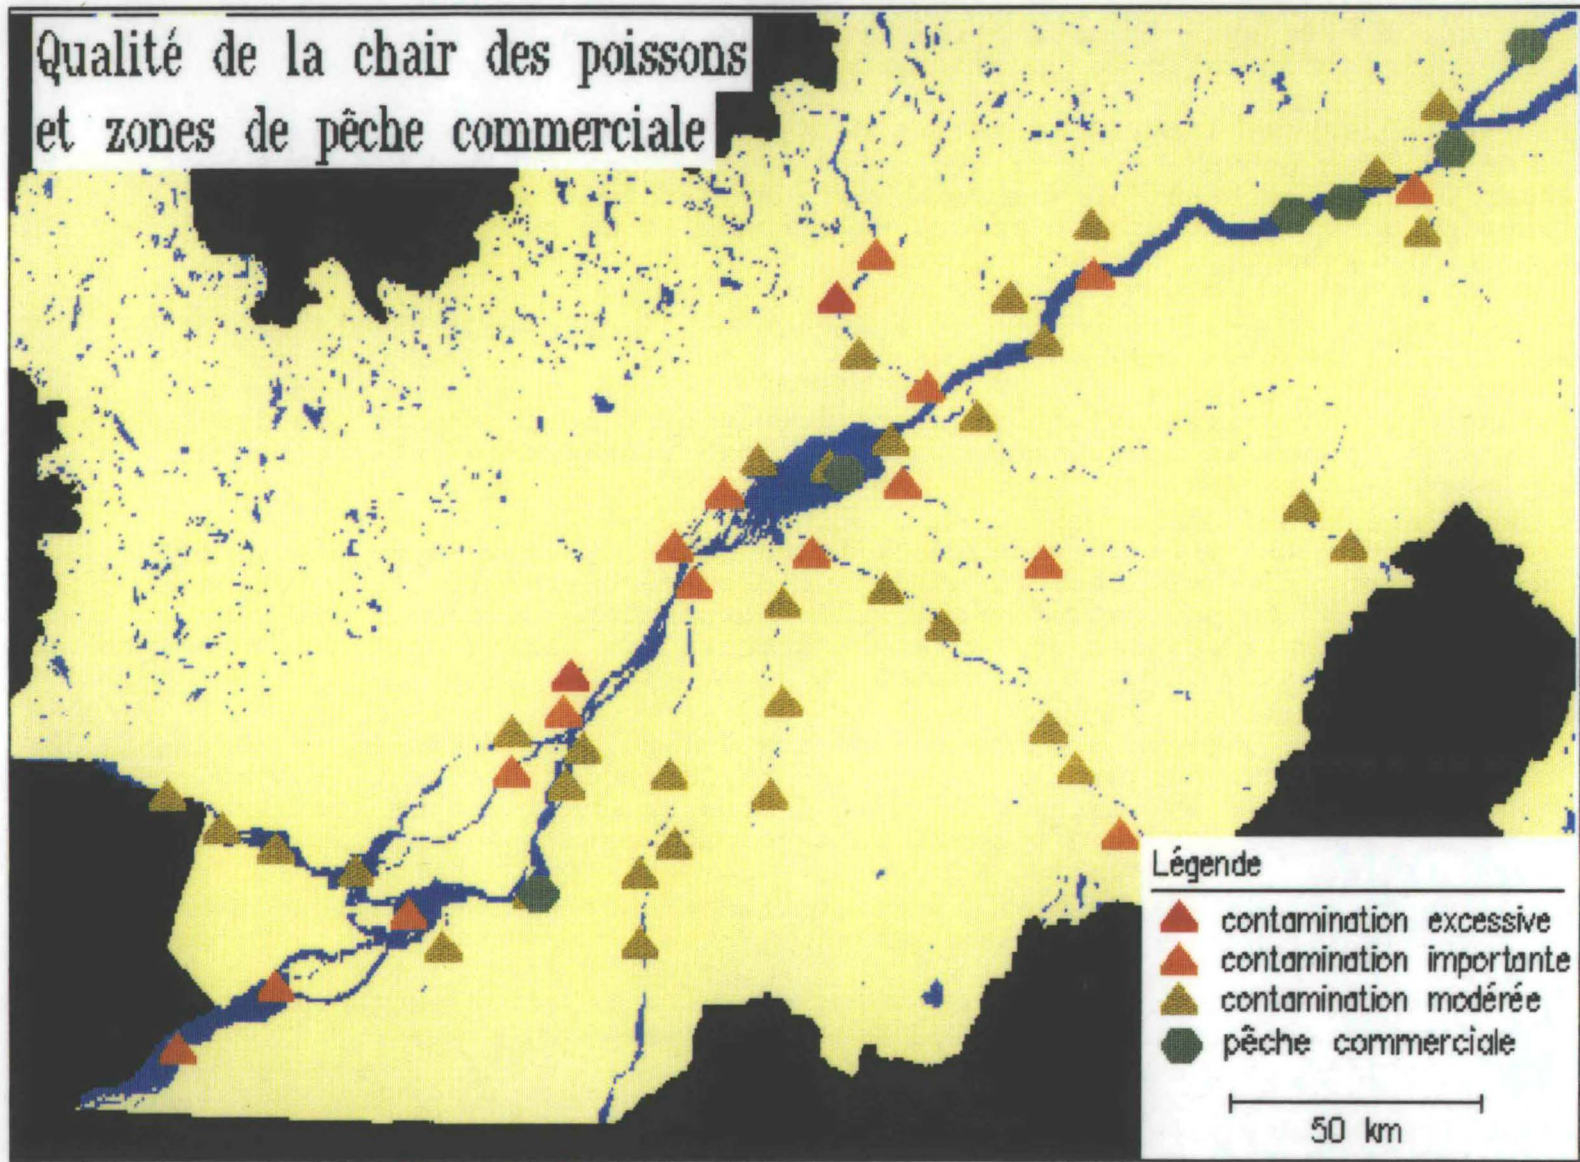 Qualité de la chair des poissons
et zones de pêche commerciale
Légende
contamination excessive
contamination importante
contamination modérée
pêche commerciale
50 km